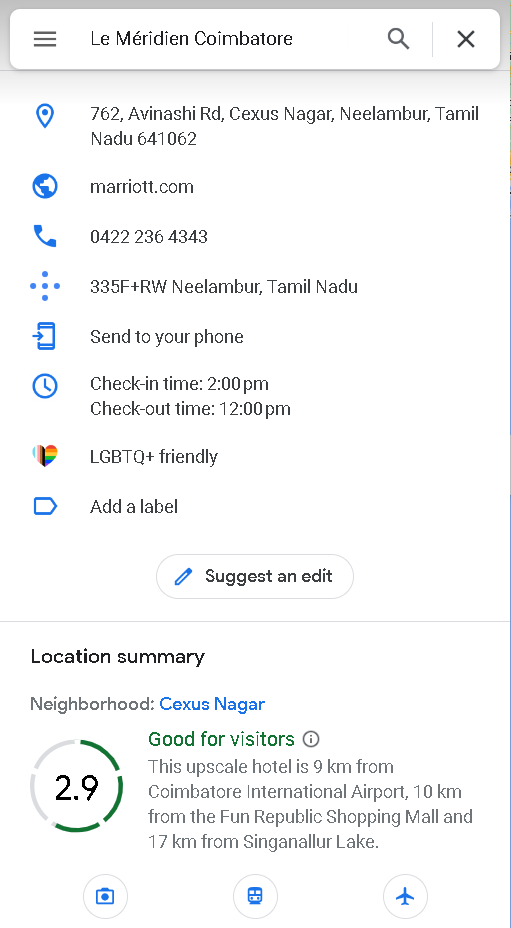 Le Méridien Coimbatore
762, Avinashi Rd, Cexus Nagar, Neelambur, Tamil
Nadu 641062
marriott.com
0422 236 4343
335F+RW Neelambur, Tamil Nadu
Send to your phone
Check-in time: 2:00 pm
Check-out time: 12:00 pm
LGBTQ+ friendly
Add a label
Suggest an edit
Location summary
Neighborhood: Cexus Nagar
Good for visitors
2.9
This upscale hotel is 9 km from
Coimbatore International Airport, 10 km
from the Fun Republic Shopping Mall and
17 km from Singanallur Lake.